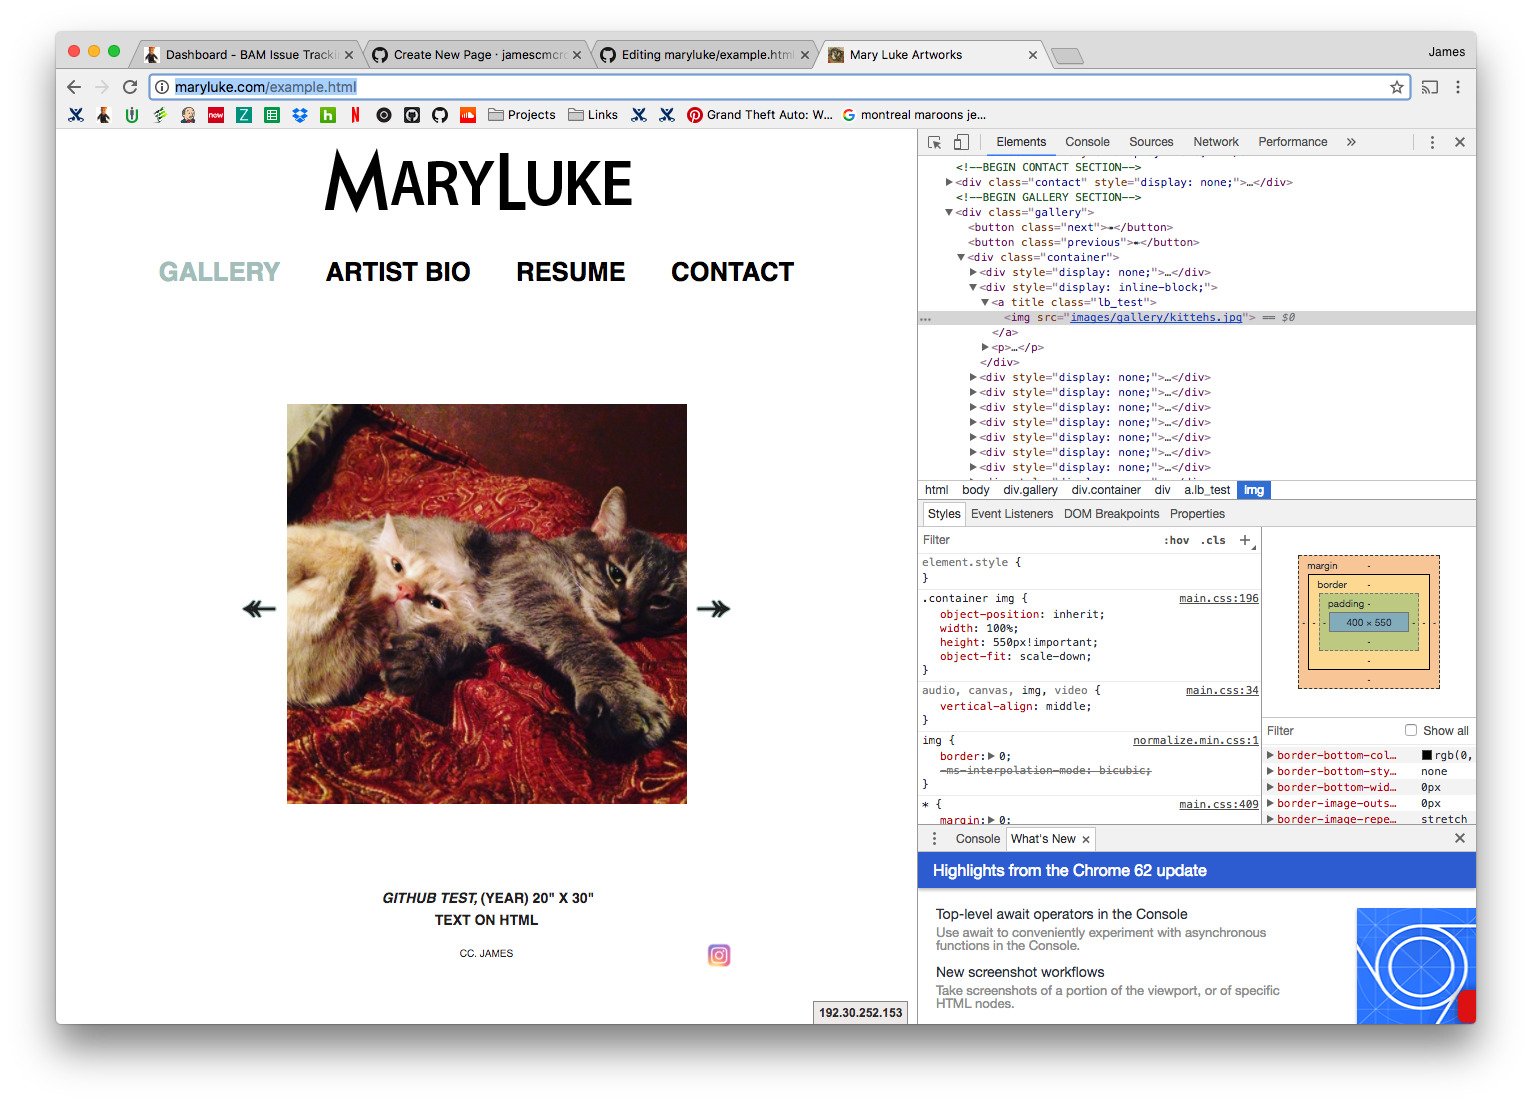 Dashboard - BAM Issue Tracki
Create New Page · jamescmcro
Editing maryluke/example.html
Mary Luke Artworks
James
maryluke.com/example.html
now
Z
h
N
Projects
Links
Grand Theft Auto: W...
montreal maroons je...
MARYLUKE
GALLERY ARTIST BIO RESUME CONTACT
GITHUB TEST, (YEAR) 20" X 30"
TEXT ON HTML
CC. JAMES
192.30.252.153
Elements Console Sources Network Performance »
<!--BEGIN CONTACT SECTION-->
<div class="contact" style="display: none;">…</div>
<!--BEGIN GALLERY SECTION-->
<div class="gallery">
<button class="next">↠</button>
<button class="previous">↞</button>
<div class="container">
<div style="display: none;">…</div>
<div style="display: inline-block;">
<a title class="lb_test">
… <img src="images/gallery/kittehs.jpg"> == $0
</a>
<p>…</p>
</div>
<div style="display: none;">…</div>
<div style="display: none;">…</div>
<div style="display: none;">…</div>
<div style="display: none;">…</div>
<div style="display: none;">…</div>
<div style="display: none;">…</div>
<div style="display: none;">…</div>
html body div.gallery div.container div a.lb_test img
Styles Event Listeners DOM Breakpoints Properties
Filter :hov .cls +
element.style {
}
.container img { main.css:196
object-position: inherit;
width: 100%;
height: 550px!important;
object-fit: scale-down;
}
audio, canvas, img, video { main.css:34
vertical-align: middle;
}
img { normalize.min.css:1
border: 0;
-ms-interpolation-mode: bicubic;
}
* { main.css:409
margin: 0;
margin -
border -
padding -
400 × 550
Filter Show all
border-bottom-col… rgb(0,
border-bottom-sty… none
border-bottom-wid… 0px
border-image-outs… 0px
border-image-repe… stretch
Console What's New
Highlights from the Chrome 62 update
Top-level await operators in the Console
Use await to conveniently experiment with asynchronous
functions in the Console.
New screenshot workflows
Take screenshots of a portion of the viewport, or of specific
HTML nodes.